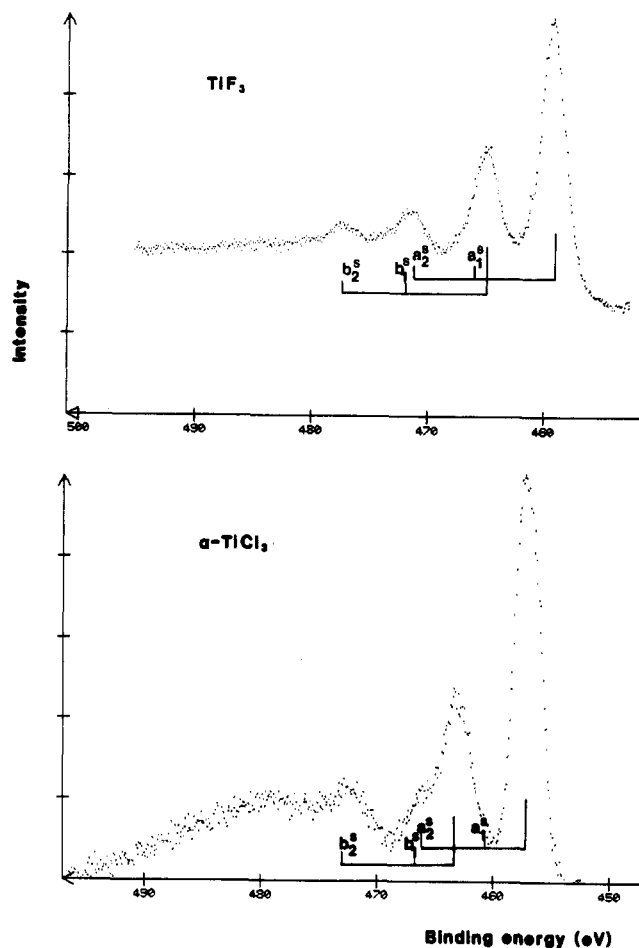 TiF₃
Intensity
b₂ˢ b₁ˢ a₂ˢ a₁ˢ
500 490 480 470 460
α-TiCl₃
b₂ˢ b₁ˢ a₂ˢ a₁ˢ
490 480 470 460 450
Binding energy (eV)